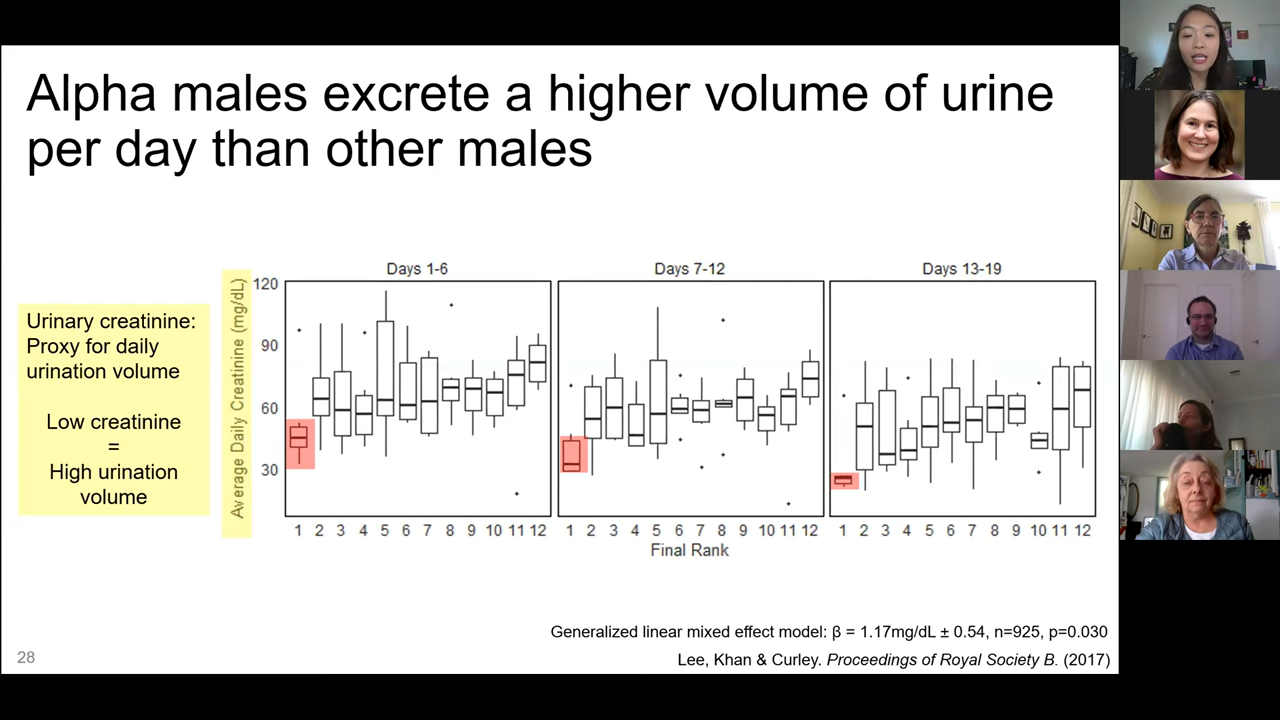 Alpha males excrete a higher volume of urine
per day than other males
Urinary creatinine:
Proxy for daily
urination volume
Low creatinine
=
High urination
volume
Average Daily Creatinine (mg/dL)
120
90
60
30
Days 1-6
Days 7-12
Days 13-19
1 2 3 4 5 6 7 8 9 10 11 12
1 2 3 4 5 6 7 8 9 10 11 12
1 2 3 4 5 6 7 8 9 10 11 12
Final Rank
Generalized linear mixed effect model: β = 1.17mg/dL ± 0.54, n=925, p=0.030
Lee, Khan & Curley. Proceedings of Royal Society B. (2017)
28